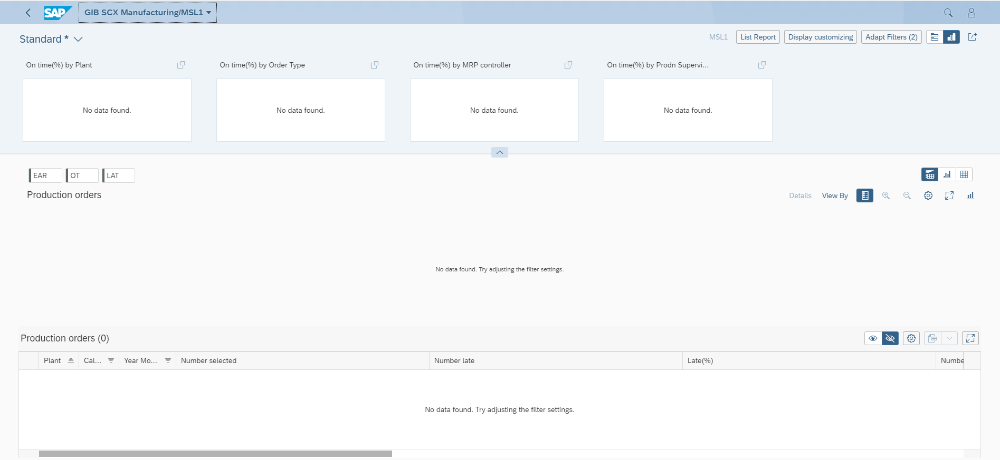 SAP GIB SCX Manufacturing/MSL1
Standard *
MSL1 List Report Display customizing Adapt Filters (2)
On time(%) by Plant
On time(%) by Order Type
On time(%) by MRP controller
On time(%) by Prodn Supervi...
No data found.
No data found.
No data found.
No data found.
EAR OT LAT
Production orders
Details View By
No data found. Try adjusting the filter settings.
Production orders (0)
Plant Cal... Year Mo... Number selected Number late Late(%) Numbe
No data found. Try adjusting the filter settings.